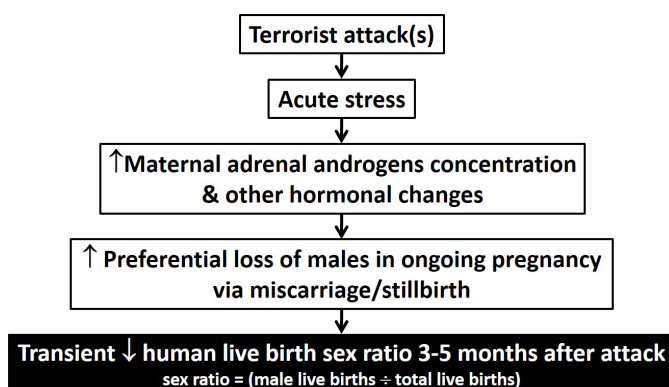 Terrorist attack(s)
Acute stress
↑Maternal adrenal androgens concentration
& other hormonal changes
↑ Preferential loss of males in ongoing pregnancy
via miscarriage/stillbirth
Transient ↓ human live birth sex ratio 3-5 months after attack
sex ratio = (male live births ÷ total live births)